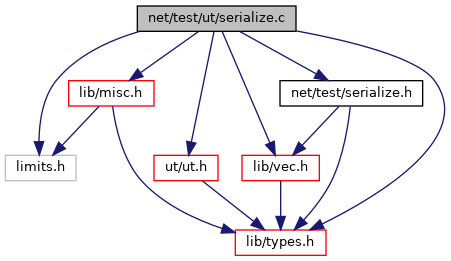 net/test/ut/serialize.c
lib/misc.h
net/test/serialize.h
limits.h
ut/ut.h
lib/vec.h
lib/types.h